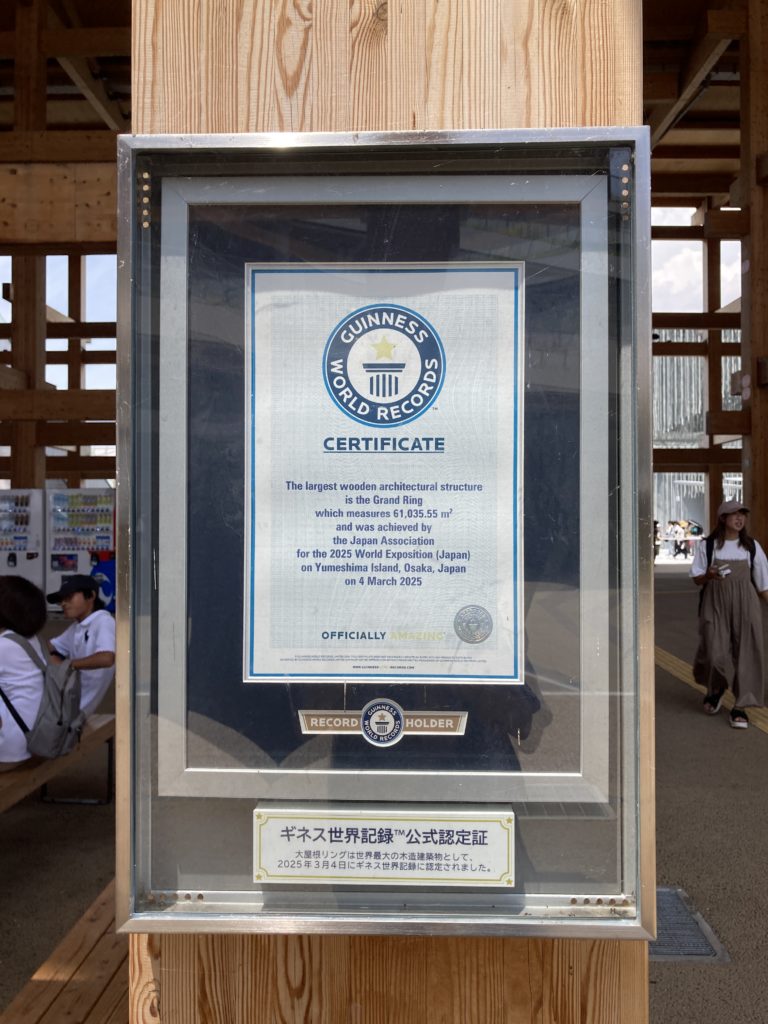 GUINNESS
WORLD RECORDS
CERTIFICATE
The largest wooden architectural structure
is the Grand Ring
which measures 61,035.55 m²
and was achieved by
the Japan Association
for the 2025 World Exposition (Japan)
on Yumeshima Island, Osaka, Japan
on 4 March 2025
OFFICIALLY AMAZING
RECORD HOLDER
GUINNESS
WORLD RECORDS
ギネス世界記録™公式認定証
大屋根リングは世界最大の木造建築物として、
2025年3月4日にギネス世界記録に認定されました。